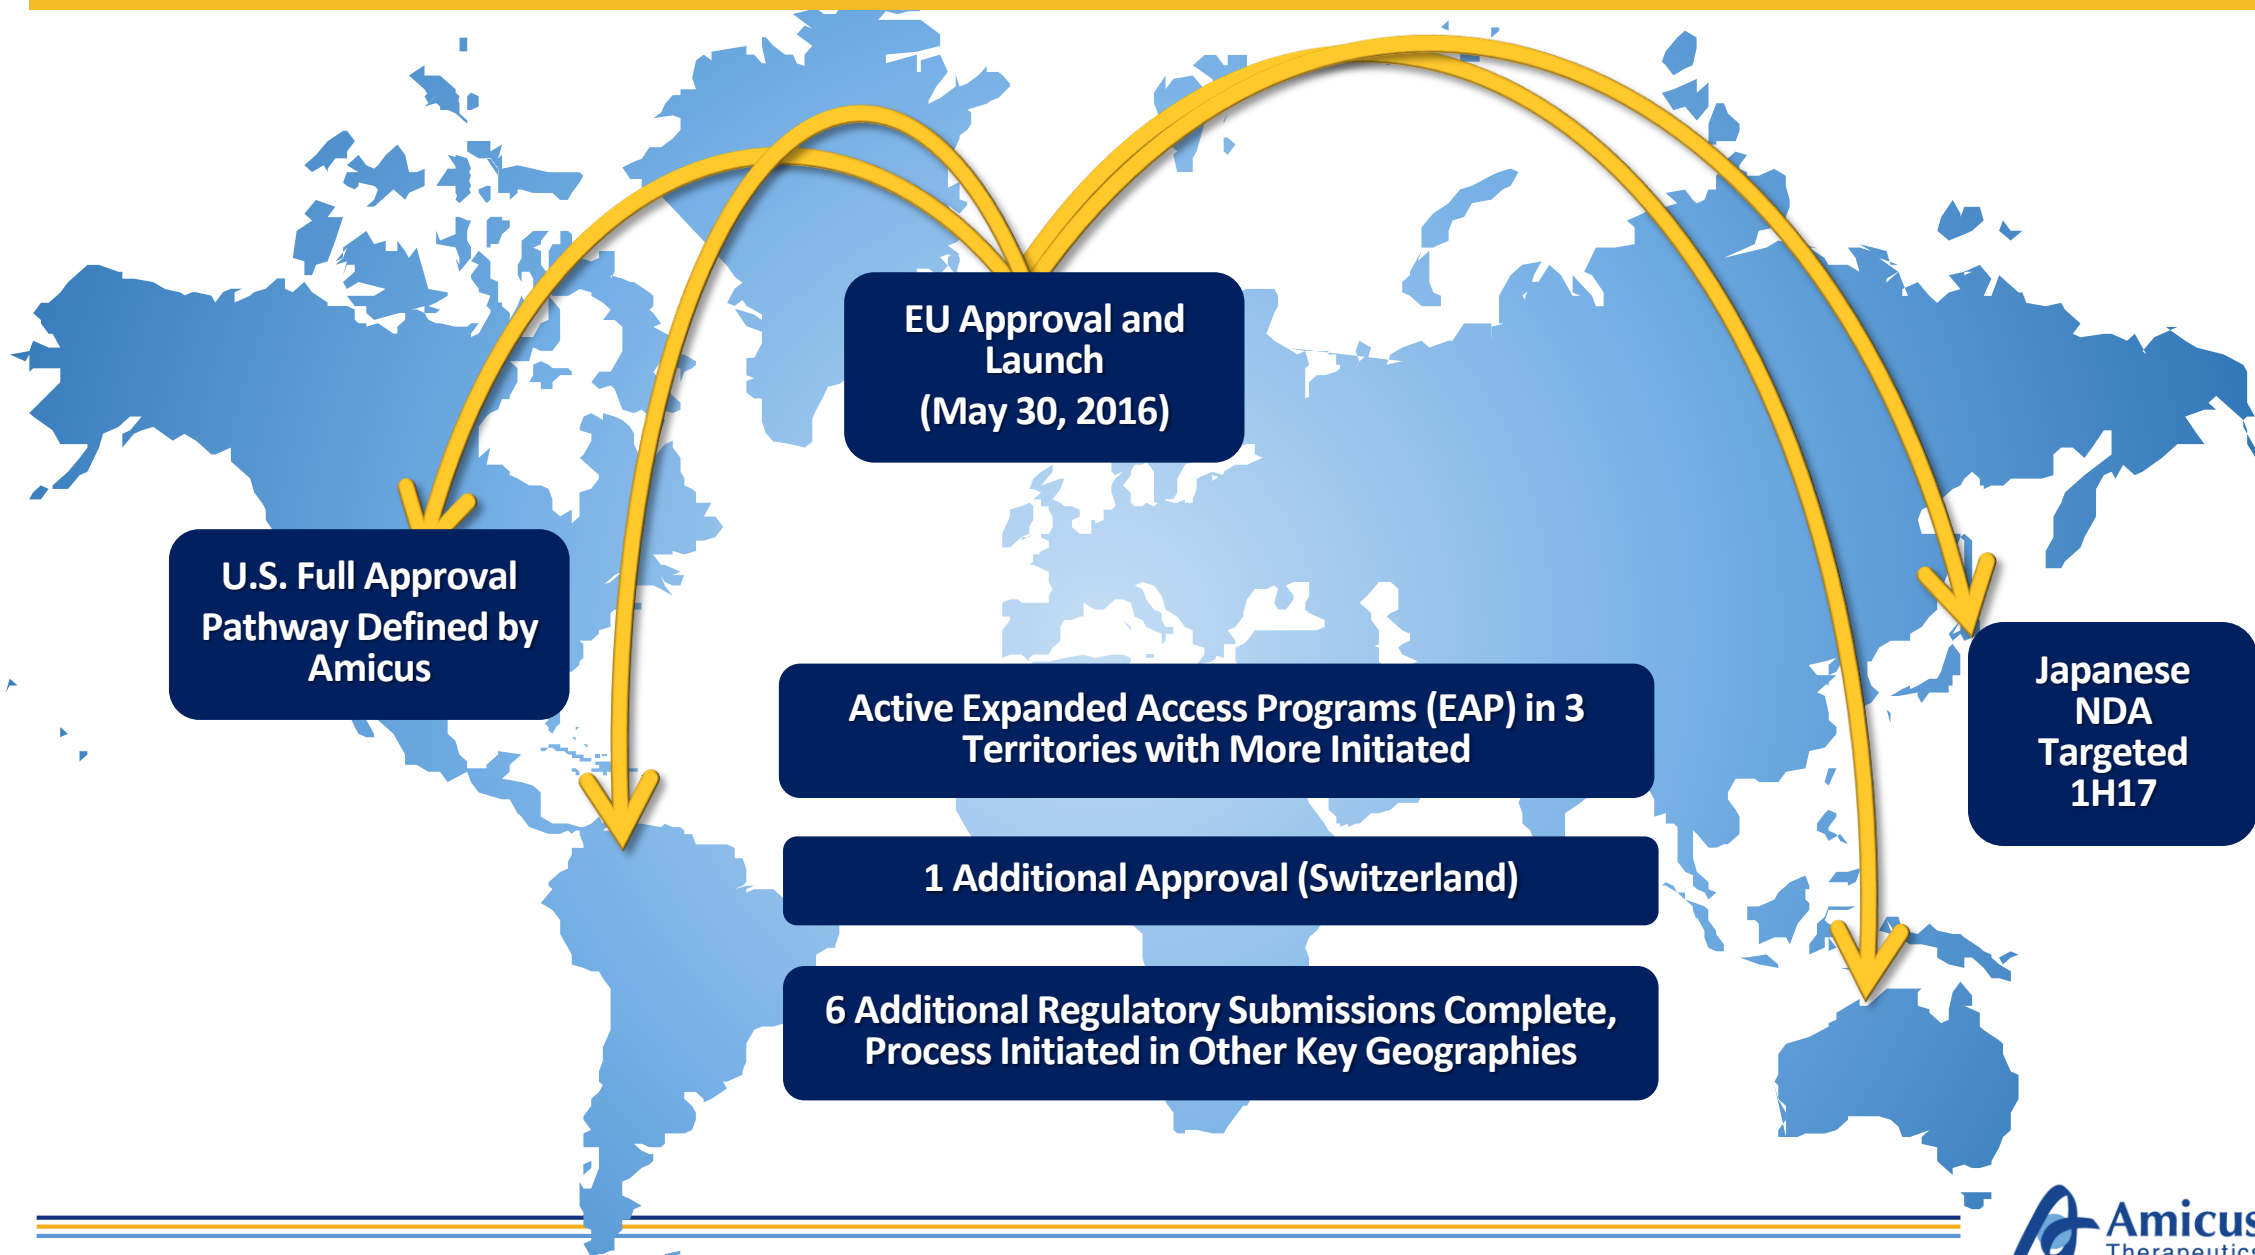 EU Approval and
Launch
(May 30, 2016)
U.S. Full Approval
Pathway Defined by
Amicus
Active Expanded Access Programs (EAP) in 3
Territories with More Initiated
Japanese
NDA
Targeted
1H17
1 Additional Approval (Switzerland)
6 Additional Regulatory Submissions Complete,
Process Initiated in Other Key Geographies
Amicus
Therapeutics